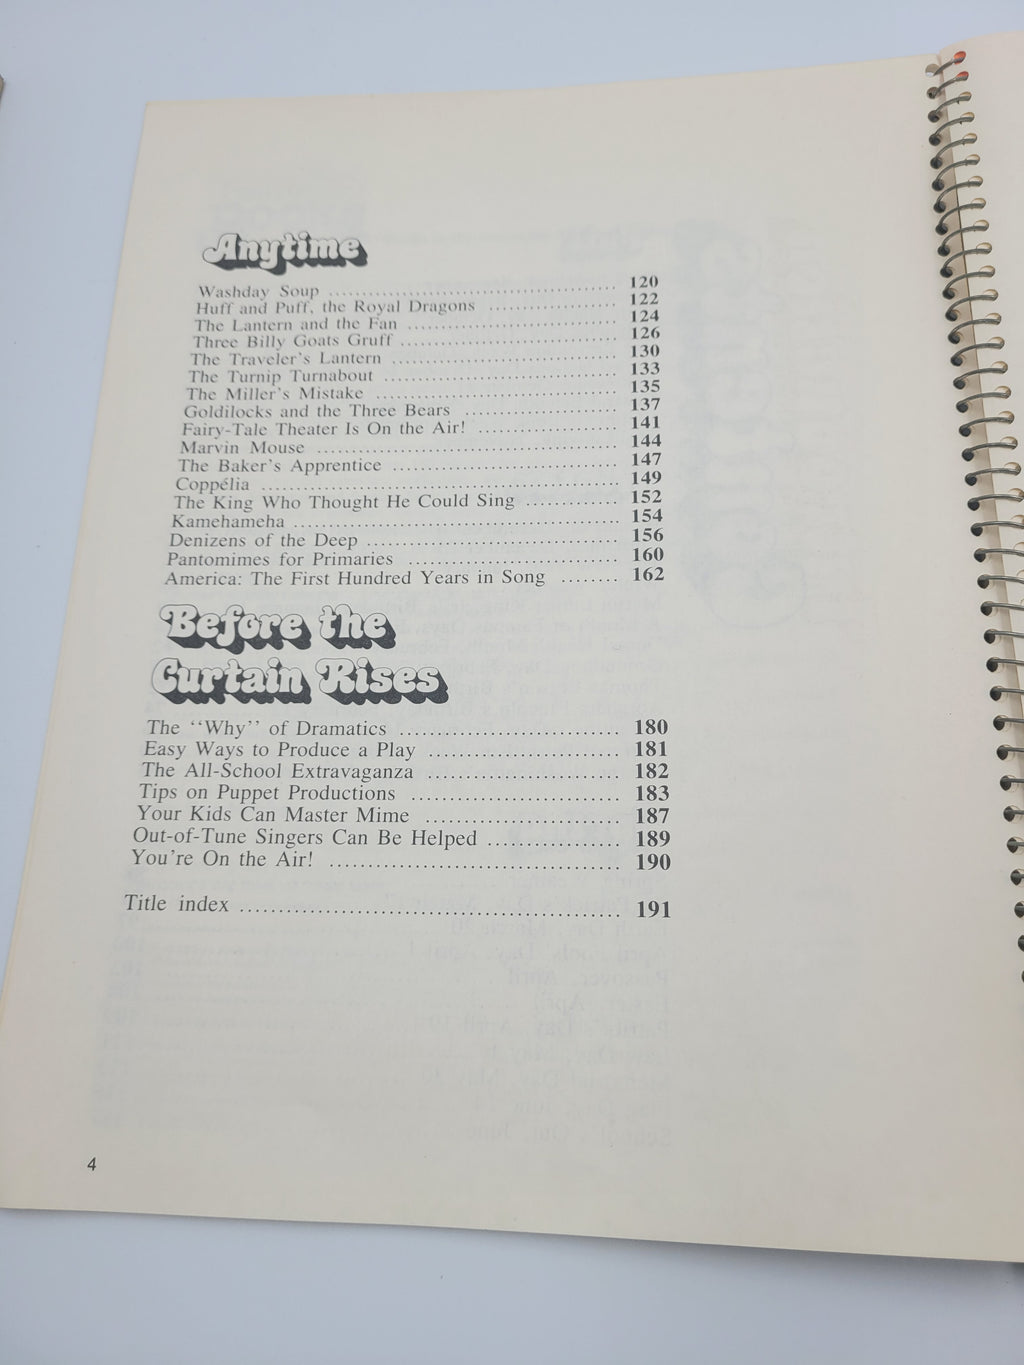 Anytime
Washday Soup ........................................ 120
Huff and Puff, the Royal Dragons .................. 122
The Lantern and the Fan ............................. 124
Three Billy Goats Gruff .............................. 126
The Traveler's Lantern ............................... 130
The Turnip Turnabout ................................ 133
The Miller's Mistake ................................. 135
Goldilocks and the Three Bears ..................... 137
Fairy-Tale Theater Is On the Air! ................... 141
Marvin Mouse ........................................ 144
The Baker's Apprentice .............................. 147
Coppélia ............................................. 149
The King Who Thought He Could Sing ............ 152
Kamehameha ........................................ 154
Denizens of the Deep ................................ 156
Pantomimes for Primaries ........................... 160
America: The First Hundred Years in Song ........ 162
Before the
Curtain Rises
The "Why" of Dramatics ............................. 180
Easy Ways to Produce a Play ........................ 181
The All-School Extravaganza ........................ 182
Tips on Puppet Productions ......................... 183
Your Kids Can Master Mime ........................ 187
Out-of-Tune Singers Can Be Helped ................ 189
You're On the Air! .................................. 190
Title index ............................................ 191
4